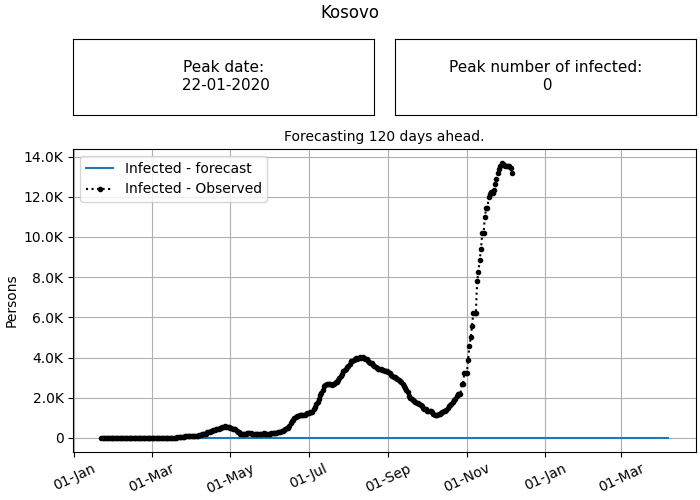 Kosovo
Peak date:
22-01-2020
Peak number of infected:
0
Forecasting 120 days ahead.
Infected - forecast
Infected - Observed
Persons
14.0K
12.0K
10.0K
8.0K
6.0K
4.0K
2.0K
0
01-Jan
01-Mar
01-May
01-Jul
01-Sep
01-Nov
01-Jan
01-Mar